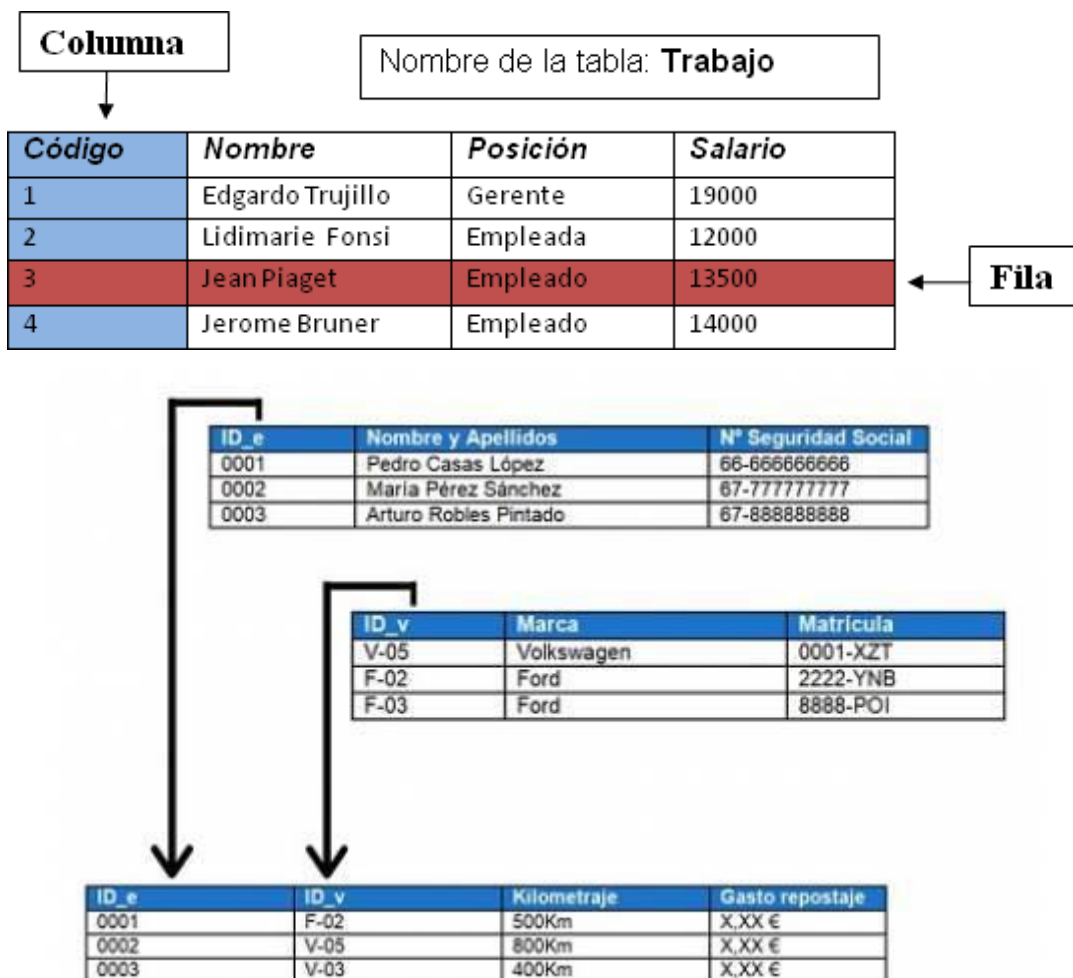 Columna
Nombre de la tabla: Trabajo
Código Nombre Posición Salario
1 Edgardo Trujillo Gerente 19000
2 Lidimarie Fonsi Empleada 12000
3 Jean Piaget Empleado 13500
Fila
4 Jerome Bruner Empleado 14000
ID_e Nombre y Apellidos Nº Seguridad Social
0001 Pedro Casas López 66-666666666
0002 María Pérez Sánchez 67-777777777
0003 Arturo Robles Pintado 67-888888888
ID_v Marca Matrícula
V-05 Volkswagen 0001-XZT
F-02 Ford 2222-YNB
F-03 Ford 8888-POI
ID_e ID_v Kilometraje Gasto repostaje
0001 F-02 500Km X,XX €
0002 V-05 800Km X,XX €
0003 V-03 400Km X,XX €